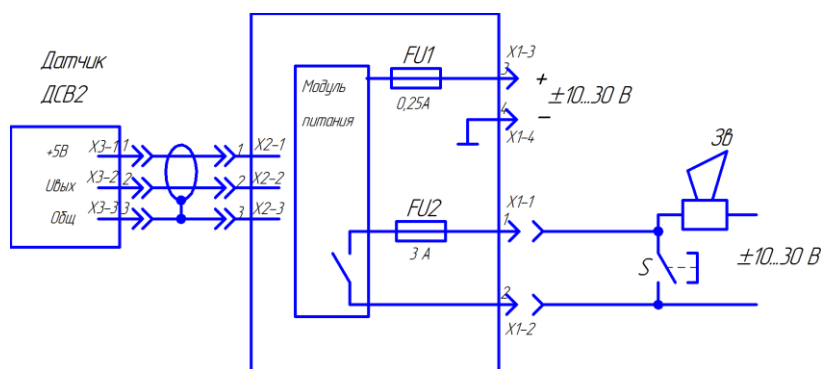 Датчик
ДСВ2
+5В
Uвых
Общ
X3-1 1
X3-2 2
X3-3 3
1 X2-1
2 X2-2
3 X2-3
Модуль
питания
FU1
0,25А
X1-3
3
+
±10...30 В
4
−
X1-4
FU2
3 А
X1-1
1
2
X1-2
Зв
S
±10...30 В